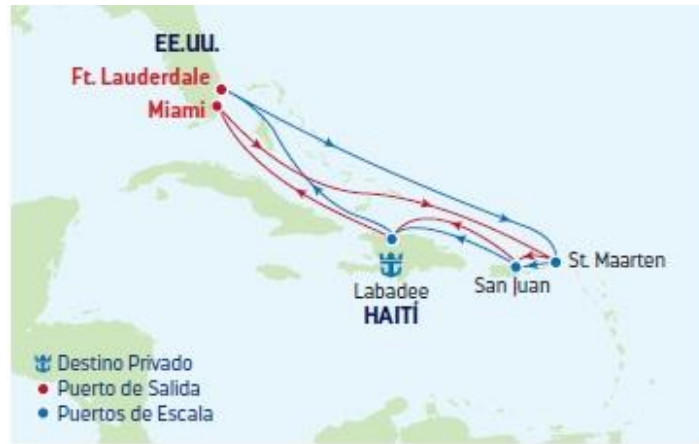 EE.UU.
Ft. Lauderdale
Miami
St. Maarten
San Juan
Labadee
HAITÍ
Destino Privado
Puerto de Salida
Puertos de Escala